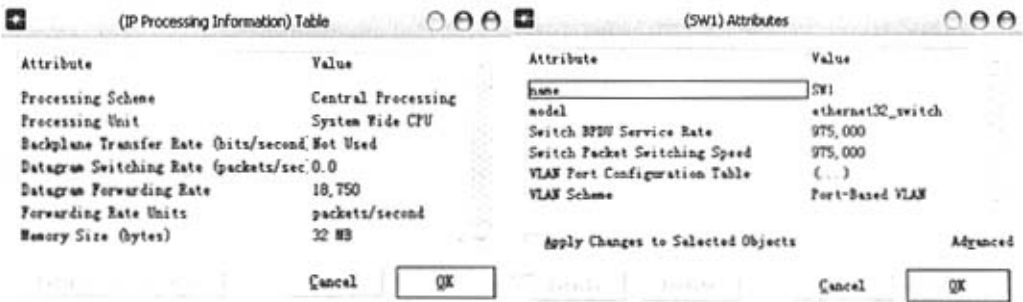 (IP Processing Information) Table
Attribute Value
Processing Scheme Central Processing
Processing Unit System Wide CPU
Backplane Transfer Rate (bits/second Not Used
Datagram Switching Rate (packets/sec 0.0
Datagram Forwarding Rate 18,750
Forwarding Rate Units packets/second
Memory Size (bytes) 32 MB
Cancel OK
(SW1) Attributes
Attribute Value
name SW1
model ethernet32_switch
Switch BPDU Service Rate 975,000
Switch Packet Switching Speed 975,000
VLAN Port Configuration Table (...)
VLAN Scheme Port-Based VLAN
Apply Changes to Selected Objects Advanced
Cancel OK